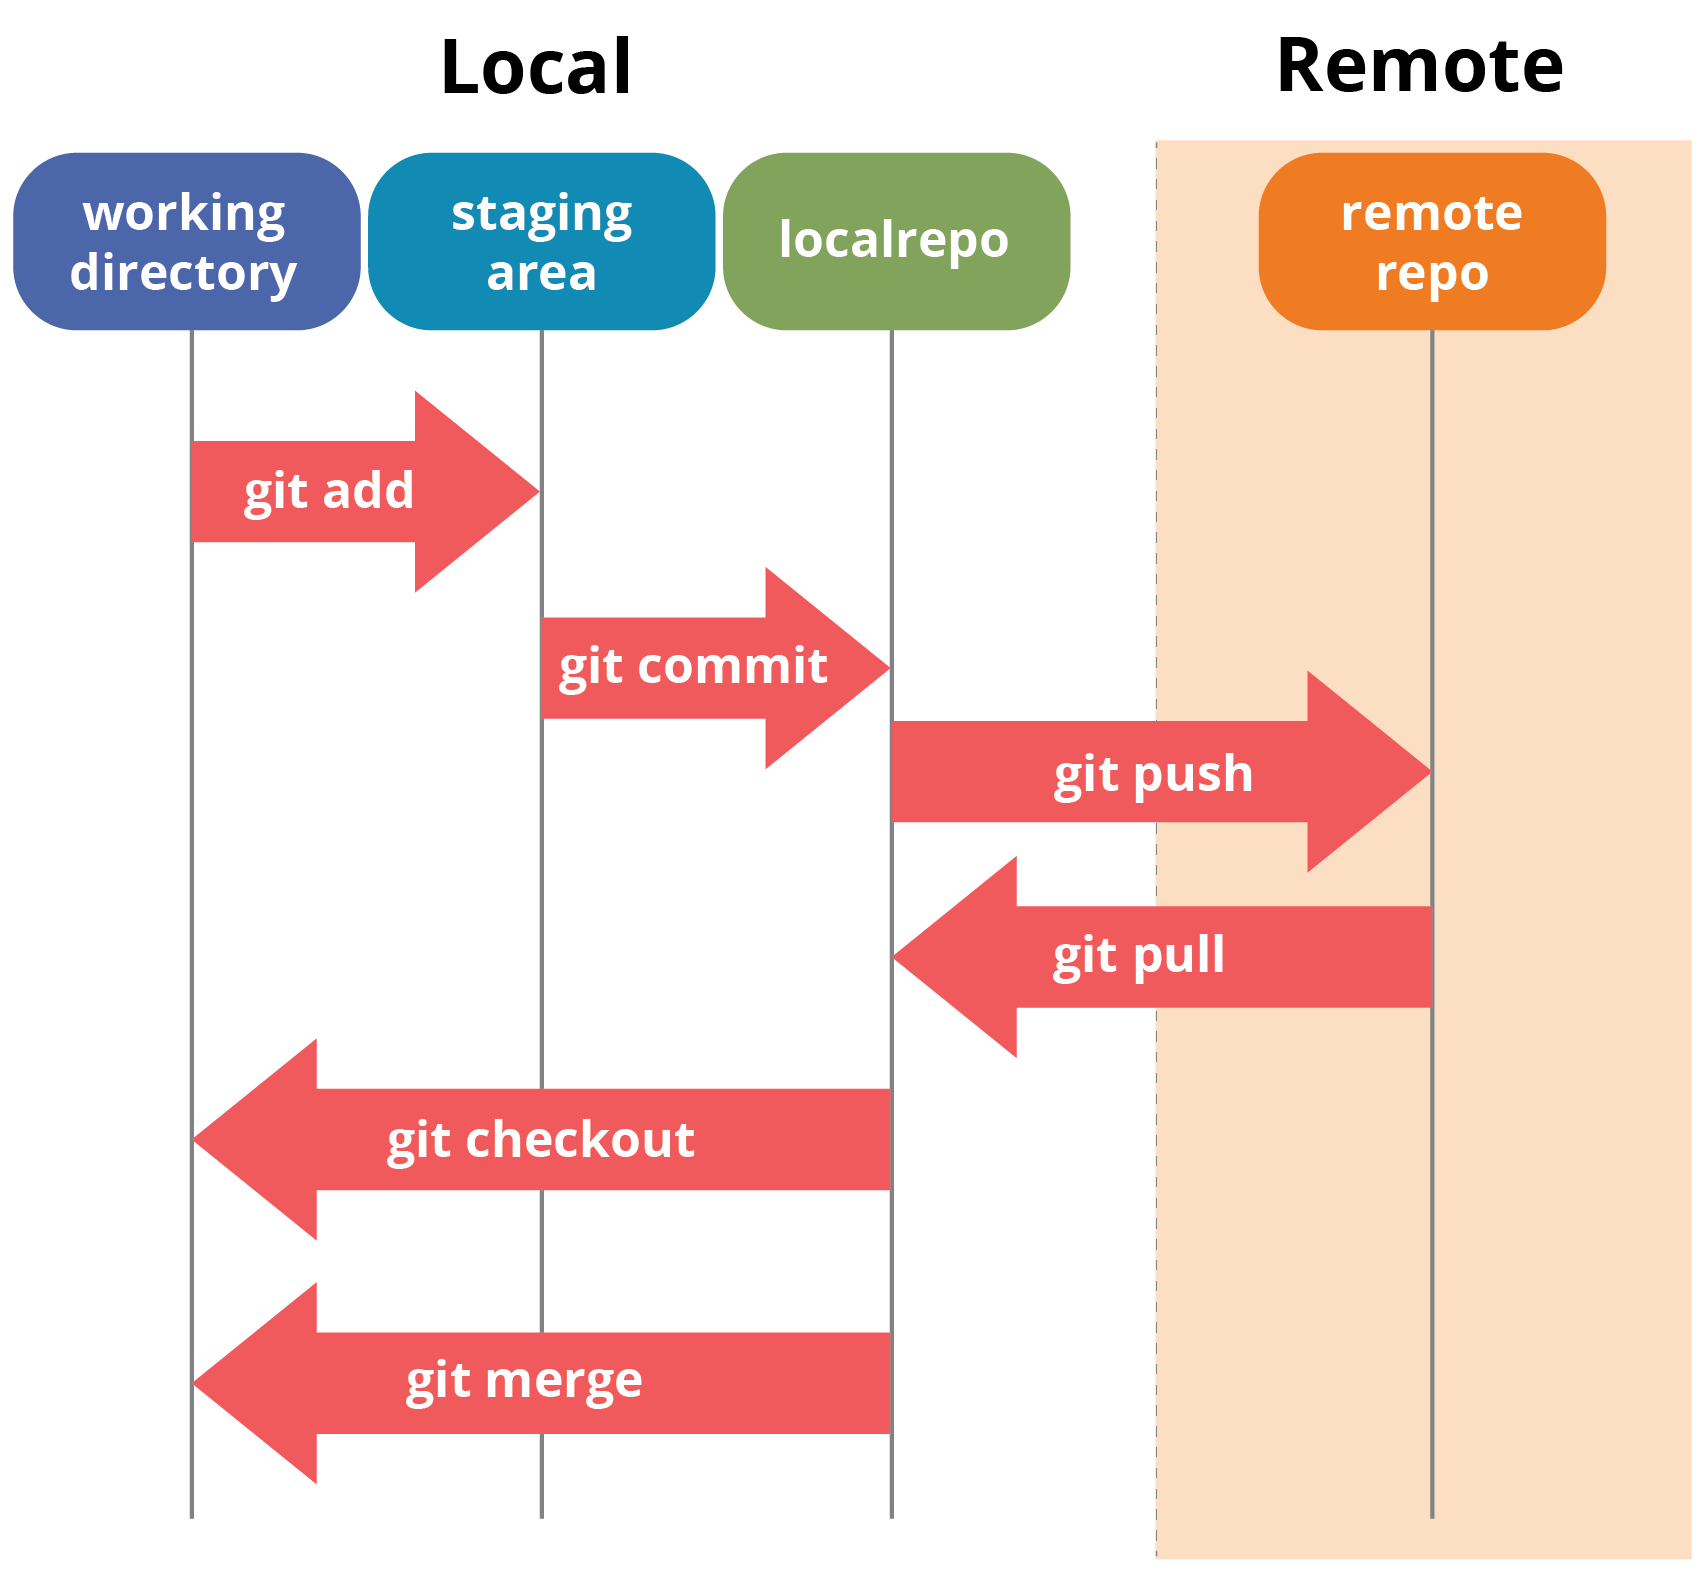 Local
Remote
working
directory
staging
area
localrepo
remote
repo
git add
git commit
git push
git pull
git checkout
git merge